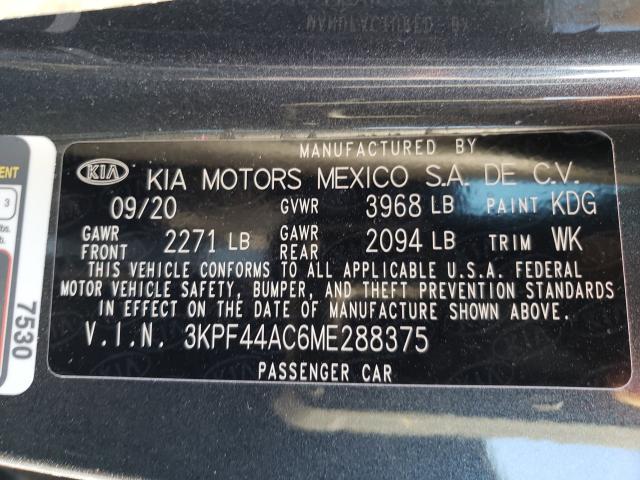 MANUFACTURED BY
KIA KIA MOTORS MEXICO S.A. DE C.V.
09/20 GVWR 3968 LB PAINT KDG
GAWR FRONT 2271 LB GAWR REAR 2094 LB TRIM WK
THIS VEHICLE CONFORMS TO ALL APPLICABLE U.S.A. FEDERAL
MOTOR VEHICLE SAFETY, BUMPER, AND THEFT PREVENTION STANDARDS
IN EFFECT ON THE DATE OF MANUFACTURE SHOWN ABOVE.
V.I.N. 3KPF44AC6ME288375
PASSENGER CAR
3
7530